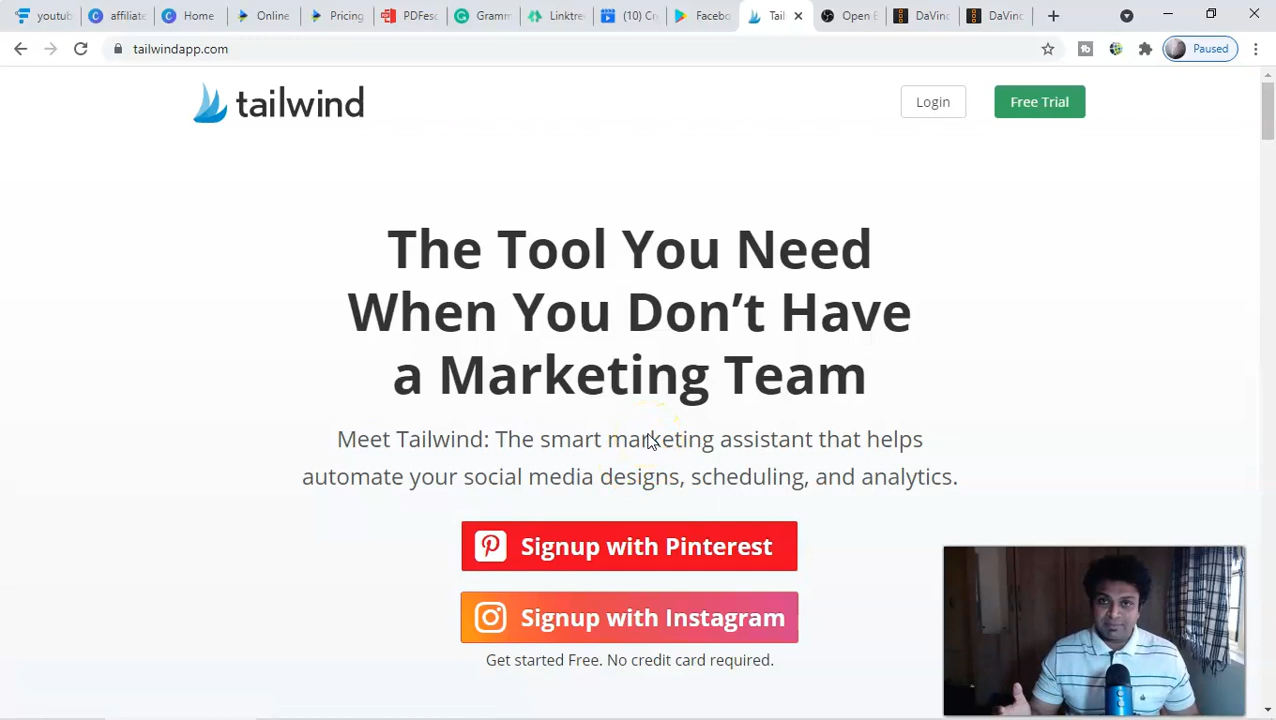 youtub
affiliate
Home
Online
Pricing
PDFesc
Gramm
Linktre
(10) Cr
Facebo
Tail
Open B
DaVinc
DaVinc
tailwindapp.com
Paused
tailwind
Login
Free Trial
The Tool You Need
When You Don’t Have
a Marketing Team
Meet Tailwind: The smart marketing assistant that helps
automate your social media designs, scheduling, and analytics.
Signup with Pinterest
Signup with Instagram
Get started Free. No credit card required.